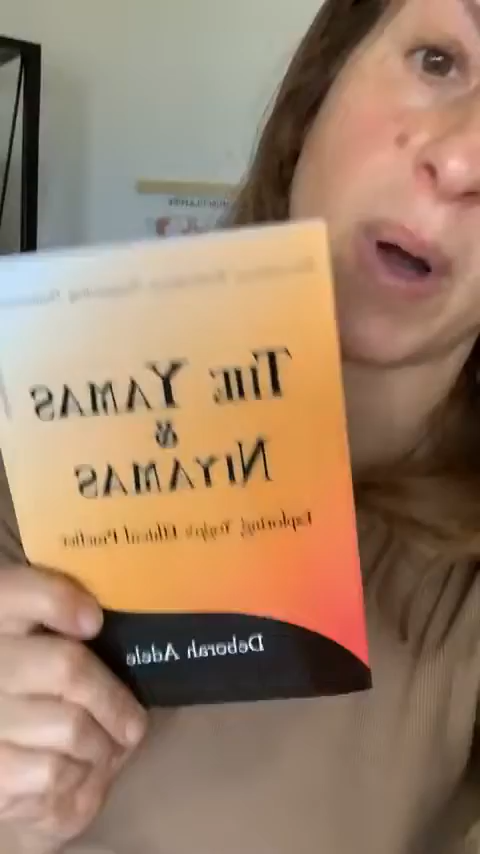 THE YAMAS
&
NIYAMAS
Exploring Yoga's Ethical Practice
Deborah Adele